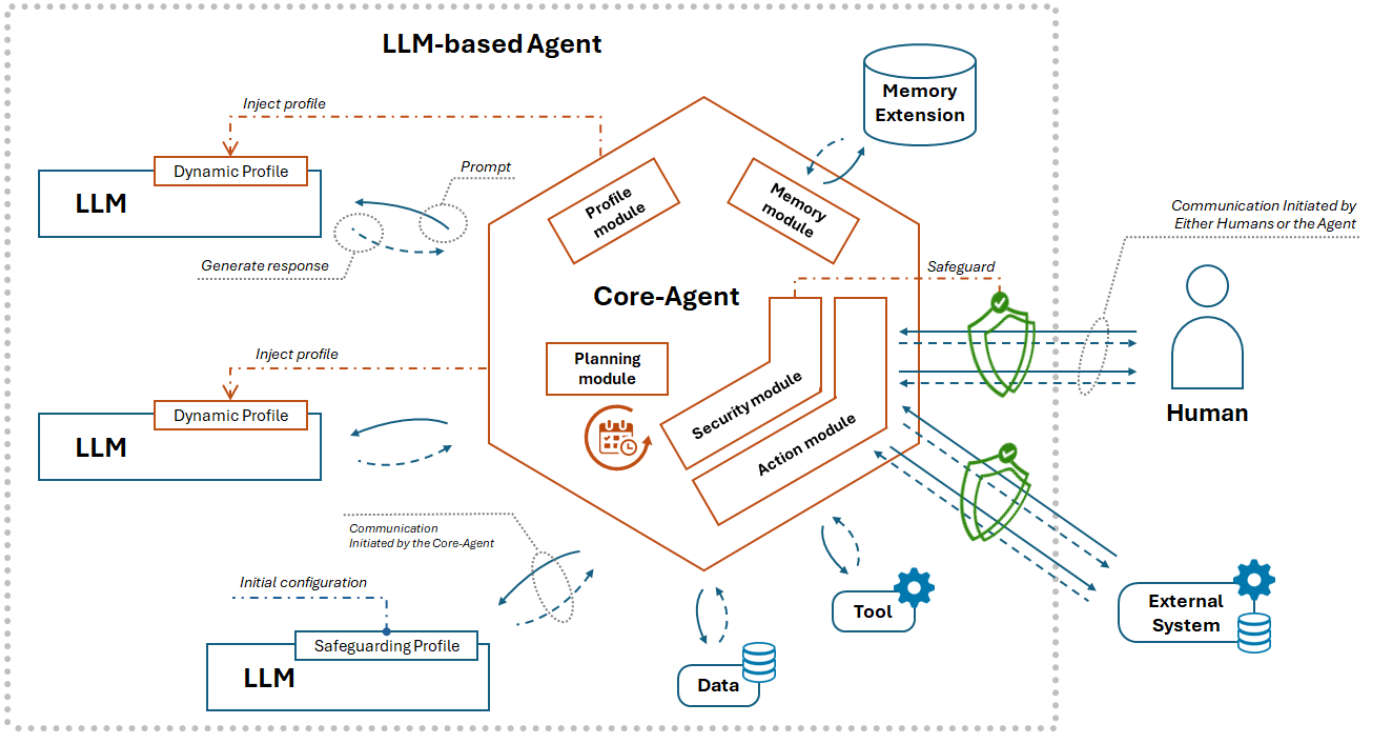 LLM-based Agent
Memory
Extension
Inject profile
Dynamic Profile
LLM
Prompt
Generate response
Profile
module
Memory
module
Communication Initiated by
Either Humans or the Agent
Safeguard
Core-Agent
Inject profile
Dynamic Profile
LLM
Planning
module
Security module
Action module
Human
Communication
Initiated by the Core-Agent
Initial configuration
Safeguarding Profile
LLM
Tool
Data
External
System